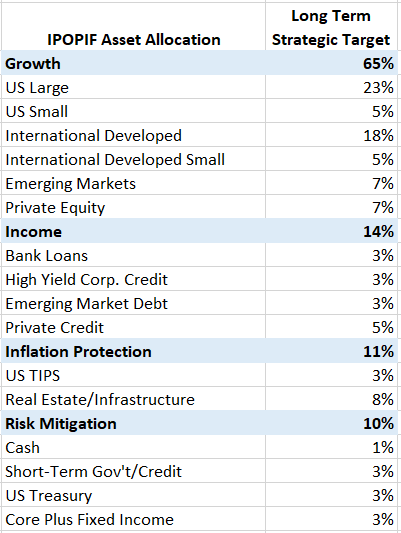 Long Term
IPOPIF Asset Allocation Strategic Target
Growth 65%
US Large 23%
US Small 5%
International Developed 18%
International Developed Small 5%
Emerging Markets 7%
Private Equity 7%
Income 14%
Bank Loans 3%
High Yield Corp. Credit 3%
Emerging Market Debt 3%
Private Credit 5%
Inflation Protection 11%
US TIPS 3%
Real Estate/Infrastructure 8%
Risk Mitigation 10%
Cash 1%
Short-Term Gov't/Credit 3%
US Treasury 3%
Core Plus Fixed Income 3%